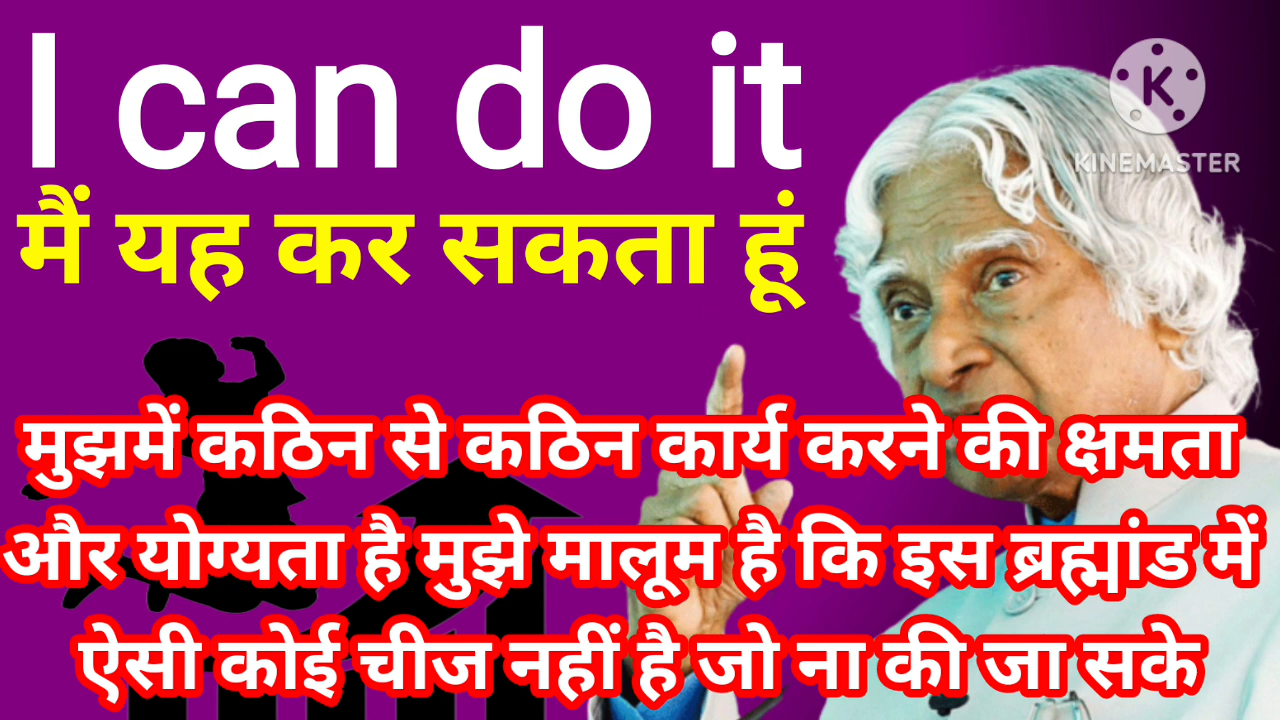 I can do it
KINEMASTER
मैं यह कर सकता हूं
मुझमें कठिन से कठिन कार्य करने की क्षमता
और योग्यता है मुझे मालूम है कि इस ब्रह्मांड में
ऐसी कोई चीज नहीं है जो ना की जा सके